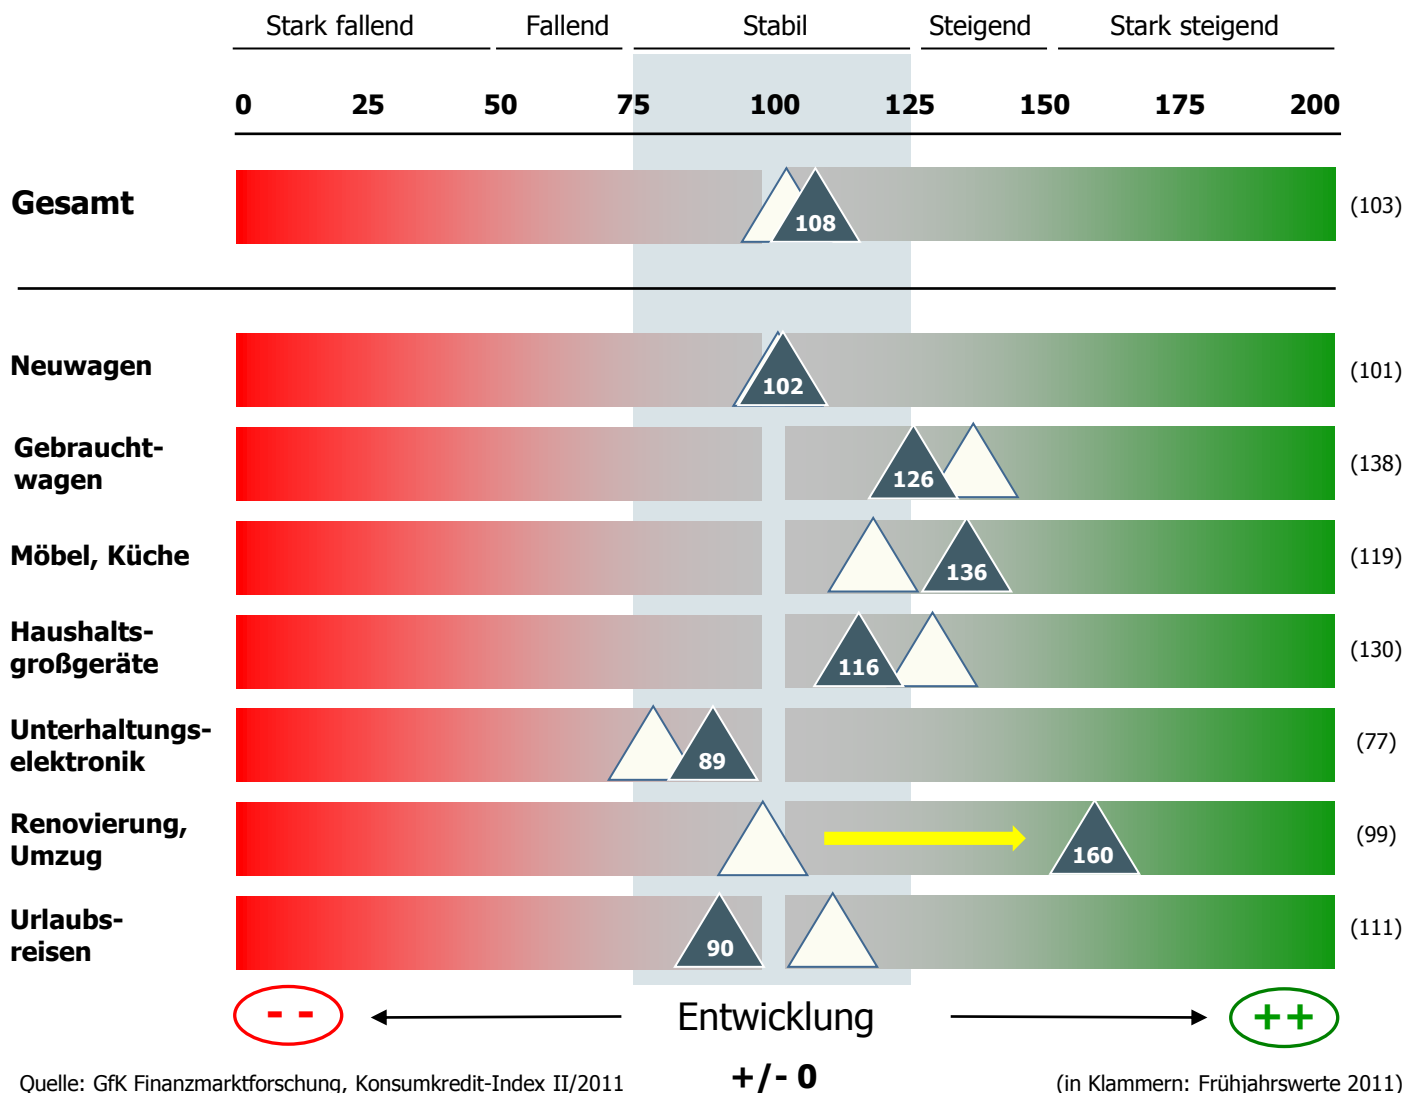 Stark fallend Fallend Stabil Steigend Stark steigend
0 25 50 75 100 125 150 175 200
Gesamt 108 (103)
Neuwagen 102 (101)
Gebraucht-
wagen 126 (138)
Möbel, Küche 136 (119)
Haushalts-
großgeräte 116 (130)
Unterhaltungs-
elektronik 89 (77)
Renovierung,
Umzug 160 (99)
Urlaubs-
reisen 90 (111)
- - Entwicklung ++
+/- 0
Quelle: GfK Finanzmarktforschung, Konsumkredit-Index II/2011 (in Klammern: Frühjahrswerte 2011)